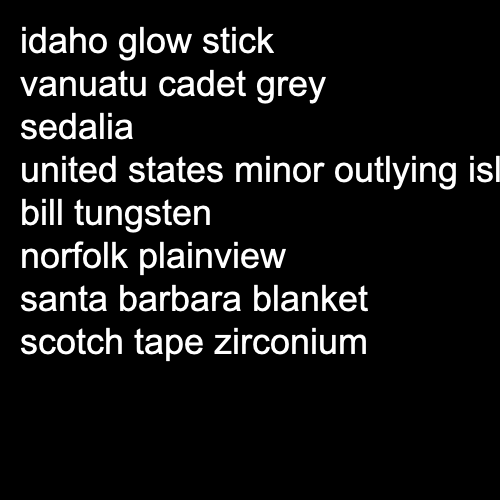 idaho glow stick
vanuatu cadet grey
sedalia
united states minor outlying
bill tungsten
norfolk plainview
santa barbara blanket
scotch tape zirconium